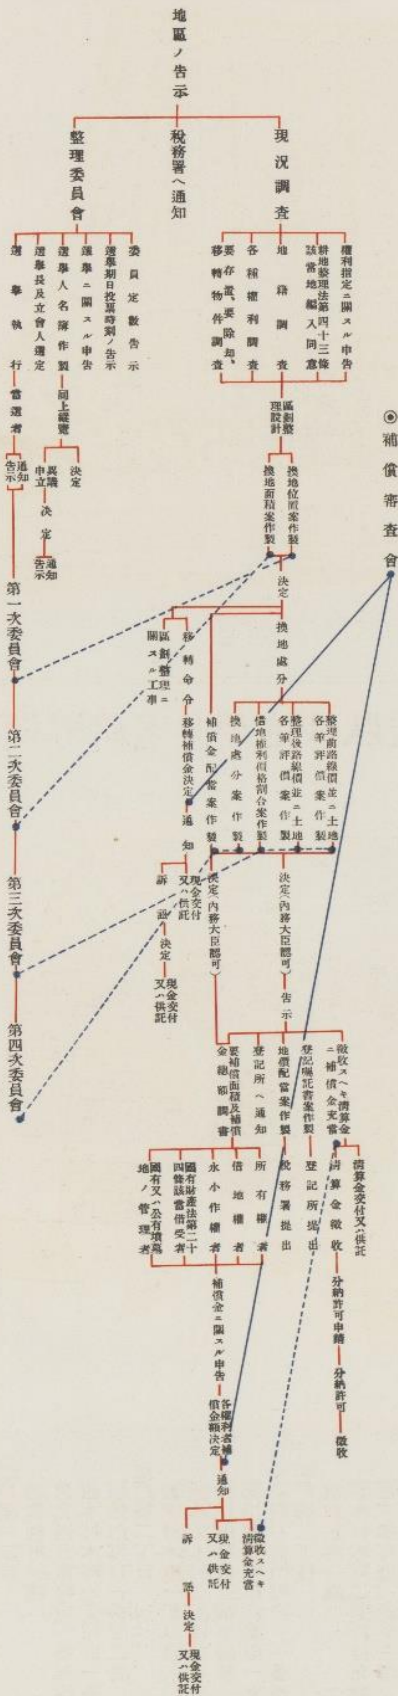 ◎補償審査會
地區ノ告示
現況調査
税務署へ通知
整理委員會
權利指定ニ關スル申告
耕地整理法第四十三條
該當地編入同意
地籍調査
各種權利調査
要存置、要除却、
移轉物件調査
委員定數告示
選擧期日投票時刻ノ告示
選擧ニ關スル申告
選擧人名簿作製
選擧長及立會人選定
選擧執行
同上縱覽
決定
異議
申立
決定
通知
告示
當選者
通知
告示
第一次委員會
第二次委員會
第三次委員會
第四次委員會
區劃整
理設計
換地位置案作製
換地面積案作製
決定
換地處分
移轉命令
區劃整理ニ
關スル工事
移轉補償金決定
通知
現金交付
又ハ供託
訴訟
決定
現金交付
又ハ供託
整理前路線價並ニ土地
各筆評價案作製
整理後路線價並ニ土地
各筆評價案作製
借地權利價格割合案作製
換地處分案作製
補償金配當案作製
決定(內務大臣認可)
決定(內務大臣認可)
告示
徵收スヘキ清算金
ニ補償金充當
登記囑託書案作製
地價配當案作製
登記所へ通知
要補償面積及補償
金總額調書
清算金交付又ハ供託
清算金徵收
分納許可申請
分納許可
徵收
登記所提出
税務署提出
所有權者
借地權者
永小作權者
國有財産法第二十
四條該當借受者
國有又ハ公有墳墓
地ノ管理者
補償金ニ關スル申告
各權利者補
償金額決定
通知
徵收スヘキ
清算金充當
現金交付
又ハ供託
訴訟
決定
現金交付
又ハ供託